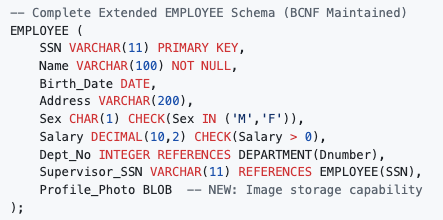 -- Complete Extended EMPLOYEE Schema (BCNF Maintained)
EMPLOYEE (
    SSN VARCHAR(11) PRIMARY KEY,
    Name VARCHAR(100) NOT NULL,
    Birth_Date DATE,
    Address VARCHAR(200),
    Sex CHAR(1) CHECK(Sex IN ('M','F')),
    Salary DECIMAL(10,2) CHECK(Salary > 0),
    Dept_No INTEGER REFERENCES DEPARTMENT(Dnumber),
    Supervisor_SSN VARCHAR(11) REFERENCES EMPLOYEE(SSN),
    Profile_Photo BLOB  -- NEW: Image storage capability
);